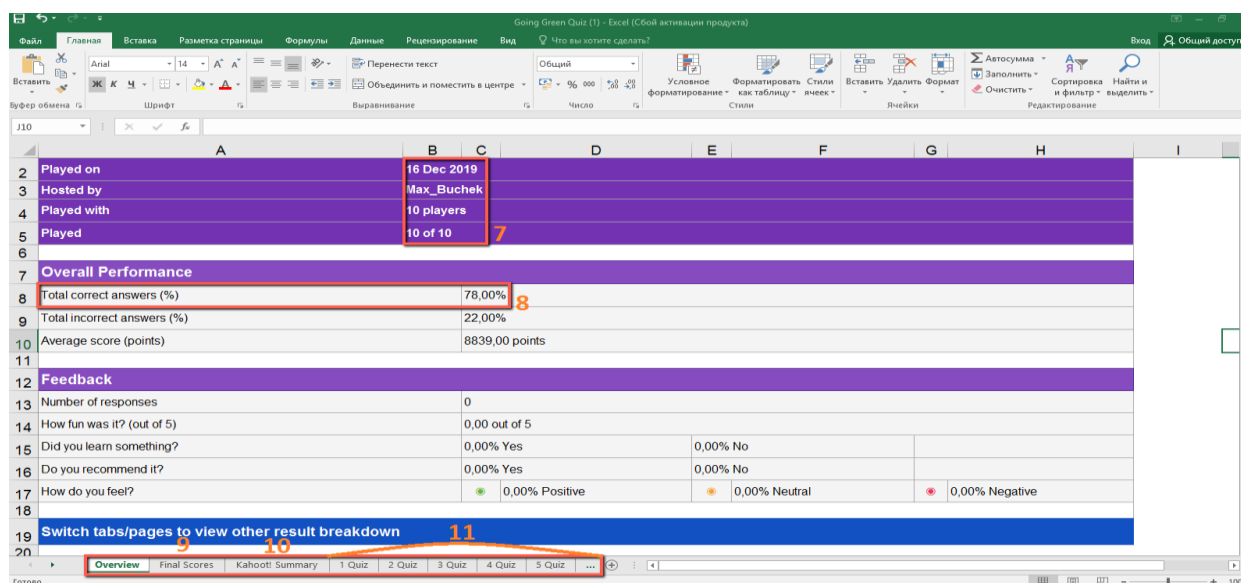 Going Green Quiz (1) - Excel (Сбой активации продукта)
Файл Главная Вставка Разметка страницы Формулы Данные Рецензирование Вид Что вы хотите сделать? Вход Общий доступ
Вставить
Arial 14
Ж К Ч
Перенести текст
Объединить и поместить в центре
Общий
% 000
Условное форматирование
Форматировать как таблицу
Стили ячеек
Вставить Удалить Формат
Автосумма
Заполнить
Очистить
Сортировка и фильтр
Найти и выделить
Буфер обмена Шрифт Выравнивание Число Стили Ячейки Редактирование
J10 fx
A B C D E F G H I
2 Played on 16 Dec 2019
3 Hosted by Max_Buchek
4 Played with 10 players
5 Played 10 of 10 7
6
7 Overall Performance
8 Total correct answers (%) 78,00% 8
9 Total incorrect answers (%) 22,00%
10 Average score (points) 8839,00 points
11
12 Feedback
13 Number of responses 0
14 How fun was it? (out of 5) 0,00 out of 5
15 Did you learn something? 0,00% Yes 0,00% No
16 Do you recommend it? 0,00% Yes 0,00% No
17 How do you feel? 0,00% Positive 0,00% Neutral 0,00% Negative
18
19 Switch tabs/pages to view other result breakdown
20 9 10 11
Overview Final Scores Kahoot! Summary 1 Quiz 2 Quiz 3 Quiz 4 Quiz 5 Quiz ...
Готово 100